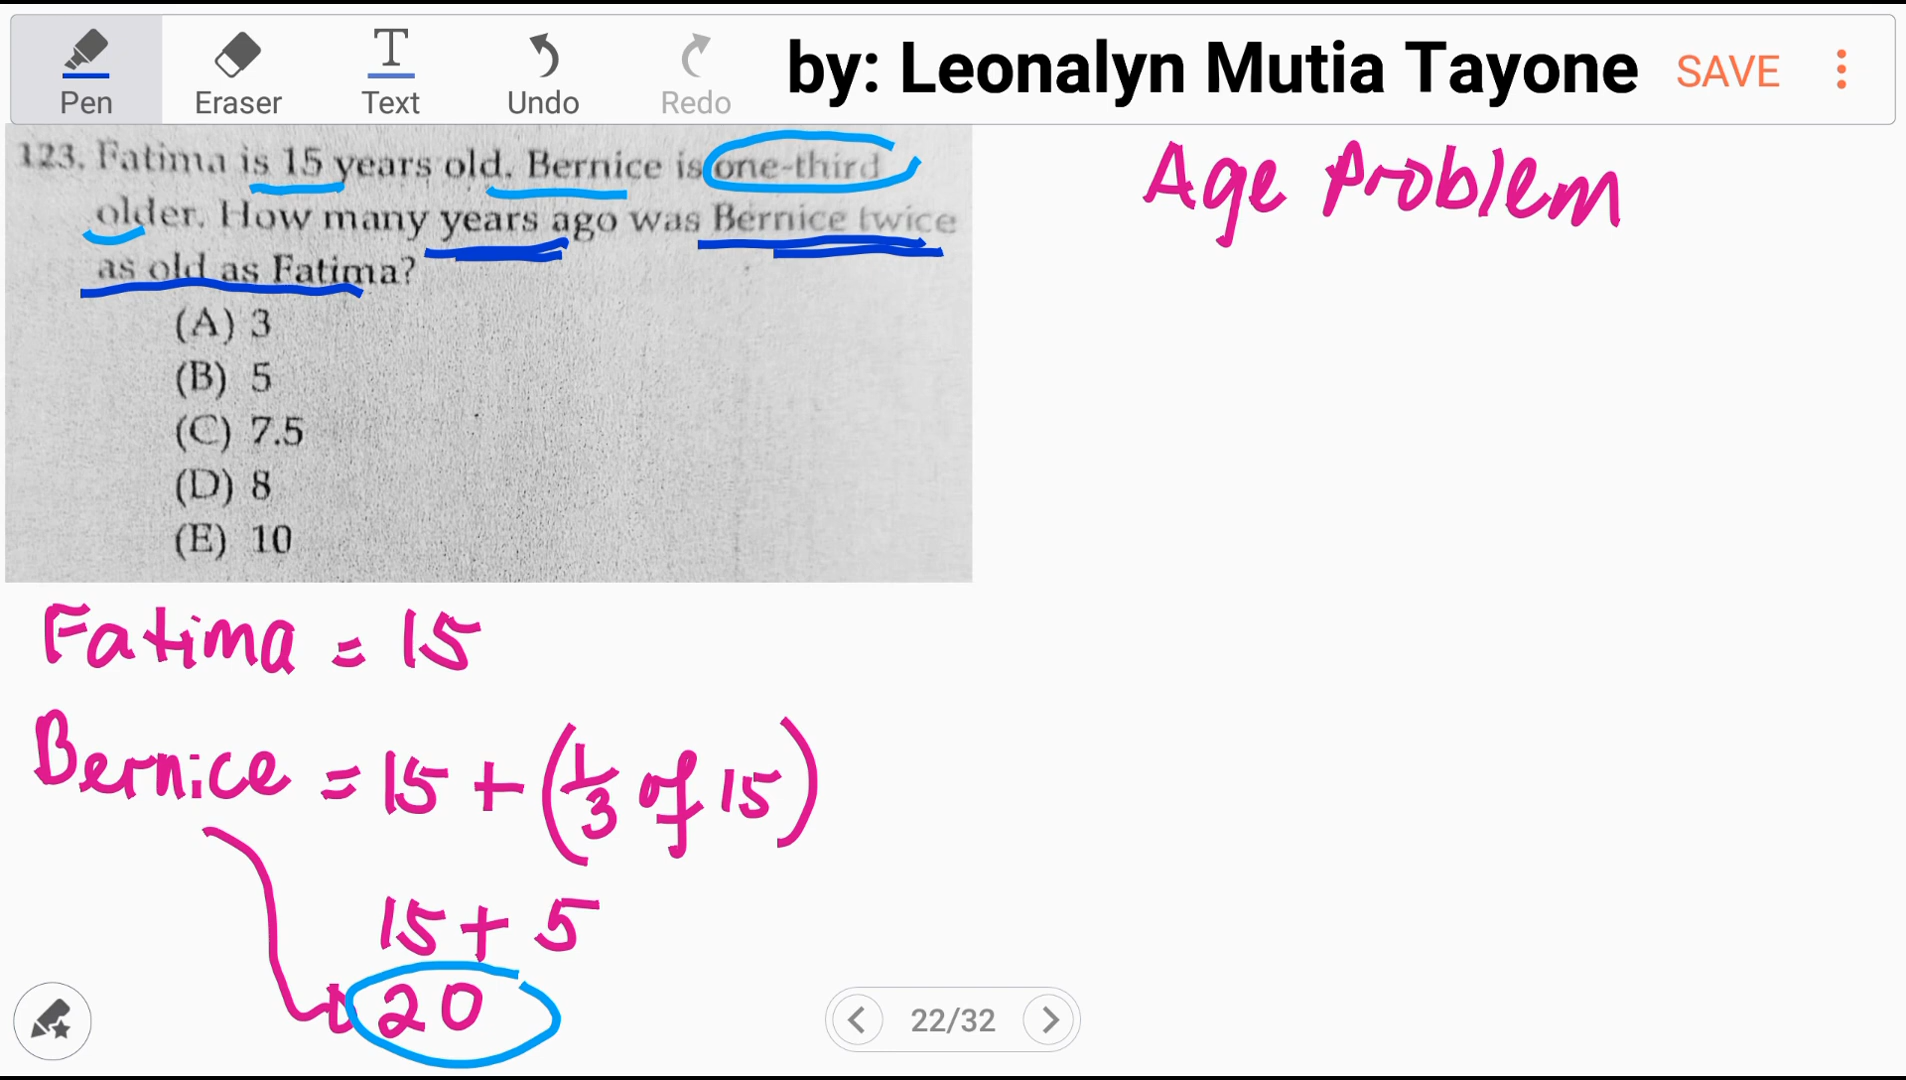 Pen
Eraser
Text
Undo
Redo
by: Leonalyn Mutia Tayone
SAVE
123. Fatima is 15 years old. Bernice is one-third
older. How many years ago was Bernice twice
as old as Fatima?
(A) 3
(B) 5
(C) 7.5
(D) 8
(E) 10
Age Problem
Fatima = 15
Bernice = 15 + (1/3 of 15)
15 + 5
20
22/32